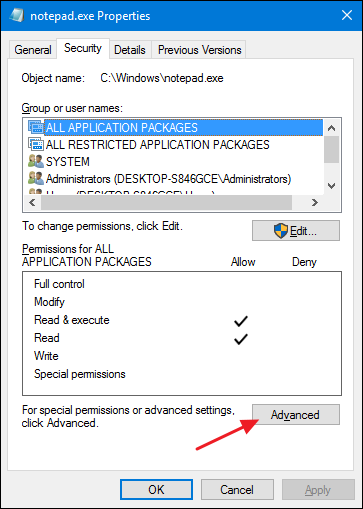 notepad.exe Properties
General Security Details Previous Versions
Object name: C:\Windows\notepad.exe
Group or user names:
ALL APPLICATION PACKAGES
ALL RESTRICTED APPLICATION PACKAGES
SYSTEM
Administrators (DESKTOP-S846GCE\Administrators)
To change permissions, click Edit.
Edit...
Permissions for ALL
APPLICATION PACKAGES Allow Deny
Full control
Modify
Read & execute
Read
Write
Special permissions
For special permissions or advanced settings,
click Advanced.
Advanced
OK Cancel Apply